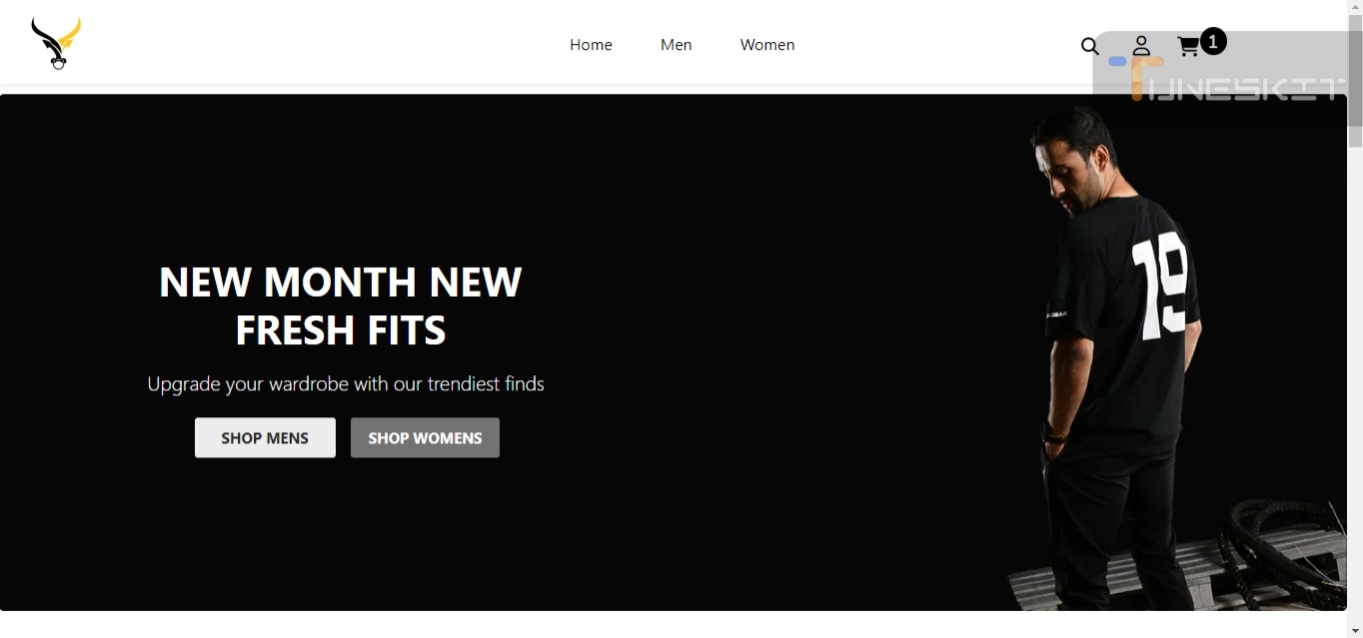 Home Men Women 1
TUNESKIT
NEW MONTH NEW
FRESH FITS
19
Upgrade your wardrobe with our trendiest finds
SHOP MENS SHOP WOMENS